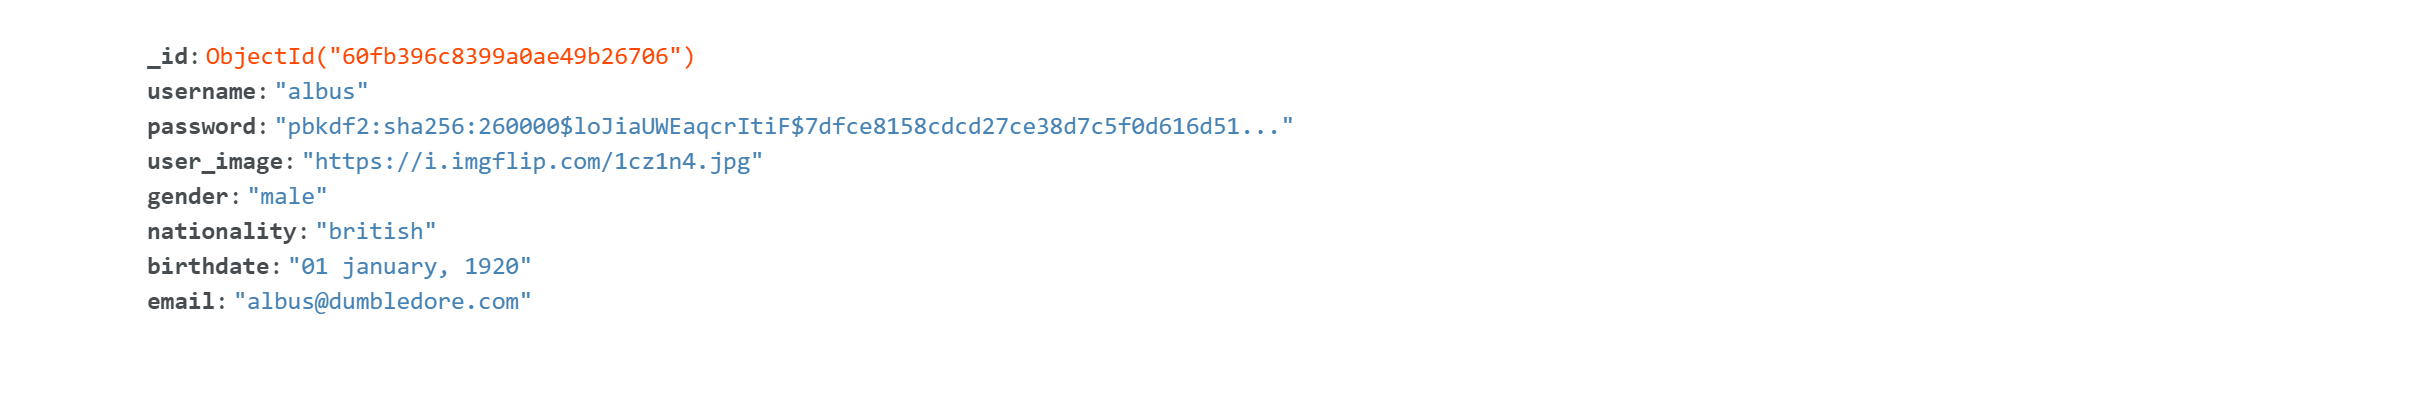 _id: ObjectId("60fb396c8399a0ae49b26706")
username: "albus"
password: "pbkdf2:sha256:260000$loJiaUWEaqcrItiF$7dfce8158cdcd27ce38d7c5f0d616d51..."
user_image: "https://i.imgflip.com/1cz1n4.jpg"
gender: "male"
nationality: "british"
birthdate: "01 january, 1920"
email: "albus@dumbledore.com"